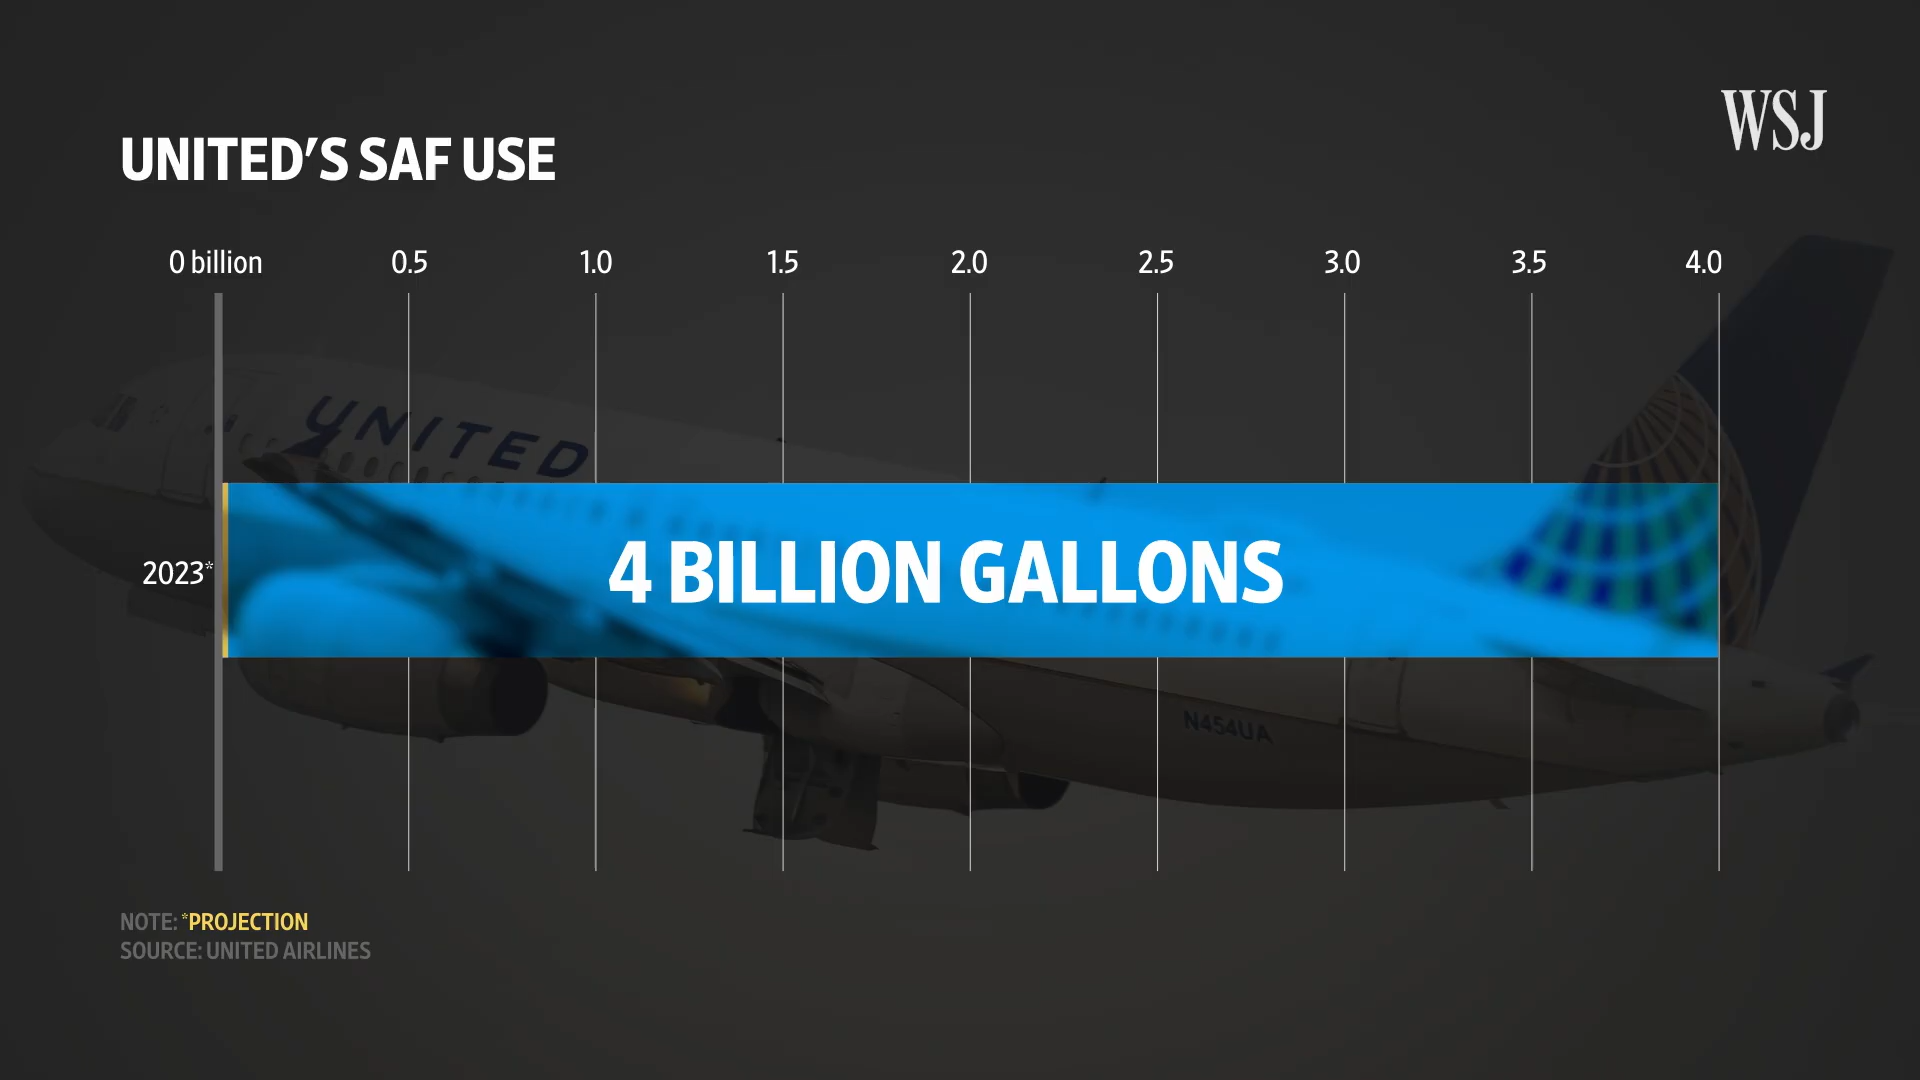 WSJ
UNITED'S SAF USE
0 billion 0.5 1.0 1.5 2.0 2.5 3.0 3.5 4.0
UNITED
2023*
4 BILLION GALLONS
N454UA
NOTE: *PROJECTION
SOURCE: UNITED AIRLINES